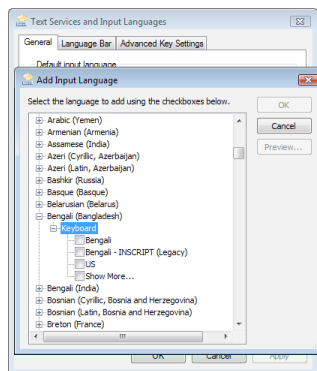 Text Services and Input Languages
General Language Bar Advanced Key Settings
Default input language
Add Input Language
Select the language to add using the checkboxes below.
OK
Cancel
Preview...
Arabic (Yemen)
Armenian (Armenia)
Assamese (India)
Azeri (Cyrillic, Azerbaijan)
Azeri (Latin, Azerbaijan)
Bashkir (Russia)
Basque (Basque)
Belarusian (Belarus)
Bengali (Bangladesh)
Keyboard
Bengali
Bengali - INSCRIPT (Legacy)
US
Show More...
Bengali (India)
Bosnian (Cyrillic, Bosnia and Herzegovina)
Bosnian (Latin, Bosnia and Herzegovina)
Breton (France)
OK Cancel Apply